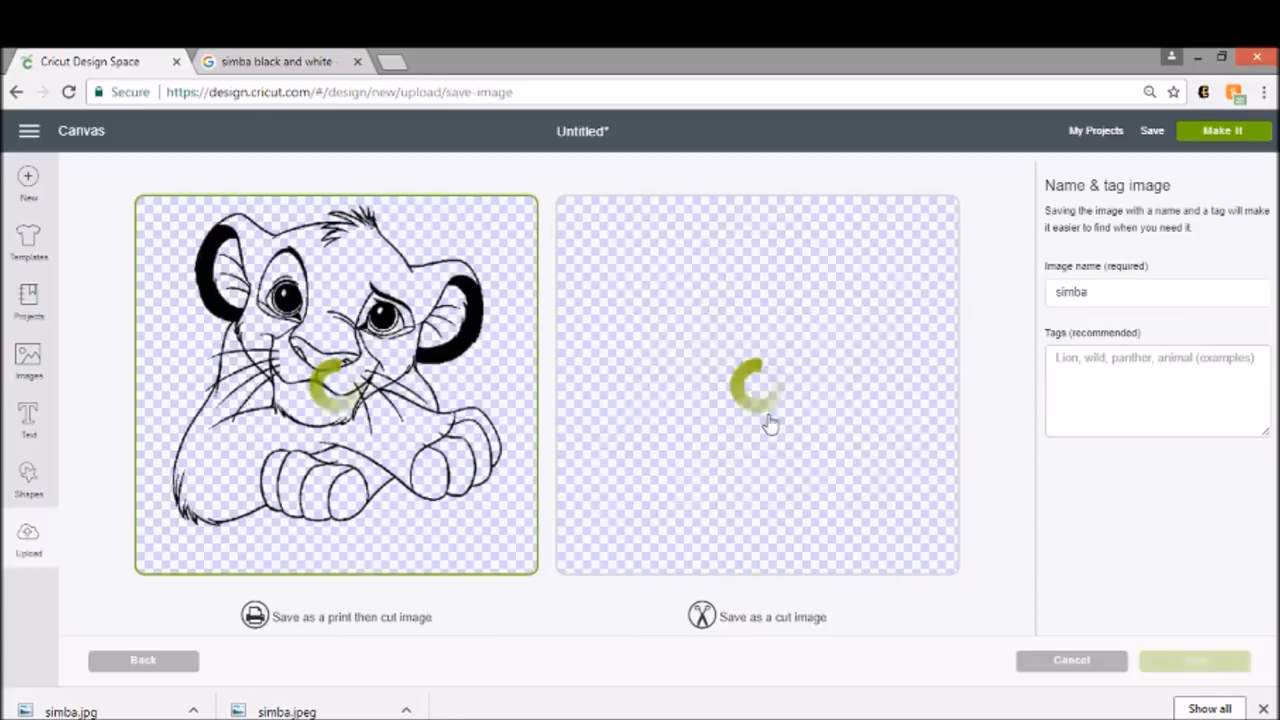 Cricut Design Space
simba black and white -
Secure
https://design.cricut.com/#/design/new/upload/save-image
Canvas
Untitled*
My Projects
Save
Make It
New
Templates
Projects
Images
Text
Shapes
Upload
Name & tag image
Saving the image with a name and a tag will make
it easier to find when you need it.
Image name (required)
simba
Tags (recommended)
Lion, wild, panther, animal (examples)
Save as a print then cut image
Save as a cut image
Back
Cancel
simba.jpg
simba.jpeg
Show all